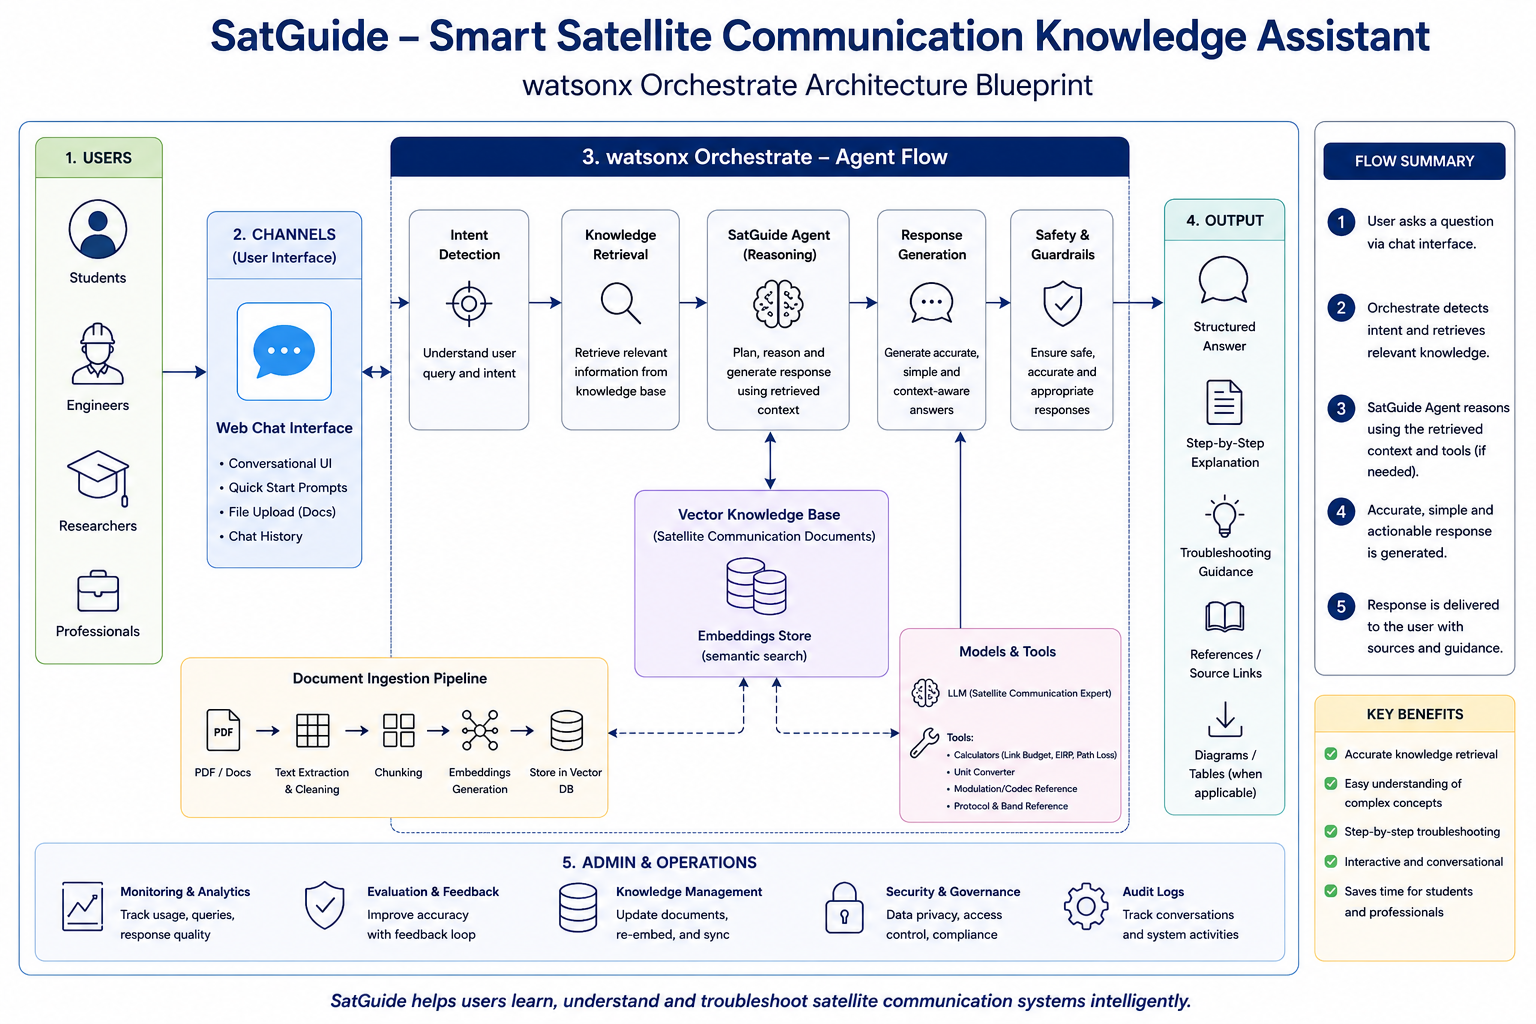 SatGuide – Smart Satellite Communication Knowledge Assistant
watsonx Orchestrate Architecture Blueprint
1. USERS
Students
Engineers
Researchers
Professionals
2. CHANNELS
(User Interface)
Web Chat Interface
• Conversational UI
• Quick Start Prompts
• File Upload (Docs)
• Chat History
3. watsonx Orchestrate – Agent Flow
Intent
Detection
Understand user
query and intent
Knowledge
Retrieval
Retrieve relevant
information from
knowledge base
SatGuide Agent
(Reasoning)
Plan, reason and
generate response
using retrieved
context
Response
Generation
Generate accurate,
simple and
context-aware
answers
Safety &
Guardrails
Ensure safe,
accurate and
appropriate
responses
Vector Knowledge Base
(Satellite Communication Documents)
Embeddings Store
(semantic search)
Models & Tools
LLM (Satellite Communication Expert)
Tools:
• Calculators (Link Budget, EIRP, Path Loss)
• Unit Converter
• Modulation/Codec Reference
• Protocol & Band Reference
Document Ingestion Pipeline
PDF
PDF / Docs
Text Extraction
& Cleaning
Chunking
Embeddings
Generation
Store in Vector
DB
4. OUTPUT
Structured
Answer
Step-by-Step
Explanation
Troubleshooting
Guidance
References /
Source Links
Diagrams /
Tables (when
applicable)
5. ADMIN & OPERATIONS
Monitoring & Analytics
Track usage, queries,
response quality
Evaluation & Feedback
Improve accuracy
with feedback loop
Knowledge Management
Update documents,
re-embed, and sync
Security & Governance
Data privacy, access
control, compliance
Audit Logs
Track conversations
and system activities
FLOW SUMMARY
1 User asks a question
via chat interface.
2 Orchestrate detects
intent and retrieves
relevant knowledge.
3 SatGuide Agent reasons
using the retrieved
context and tools (if
needed).
4 Accurate, simple and
actionable response
is generated.
5 Response is delivered
to the user with
sources and guidance.
KEY BENEFITS
Accurate knowledge retrieval
Easy understanding of
complex concepts
Step-by-step troubleshooting
Interactive and conversational
Saves time for students
and professionals
SatGuide helps users learn, understand and troubleshoot satellite communication systems intelligently.